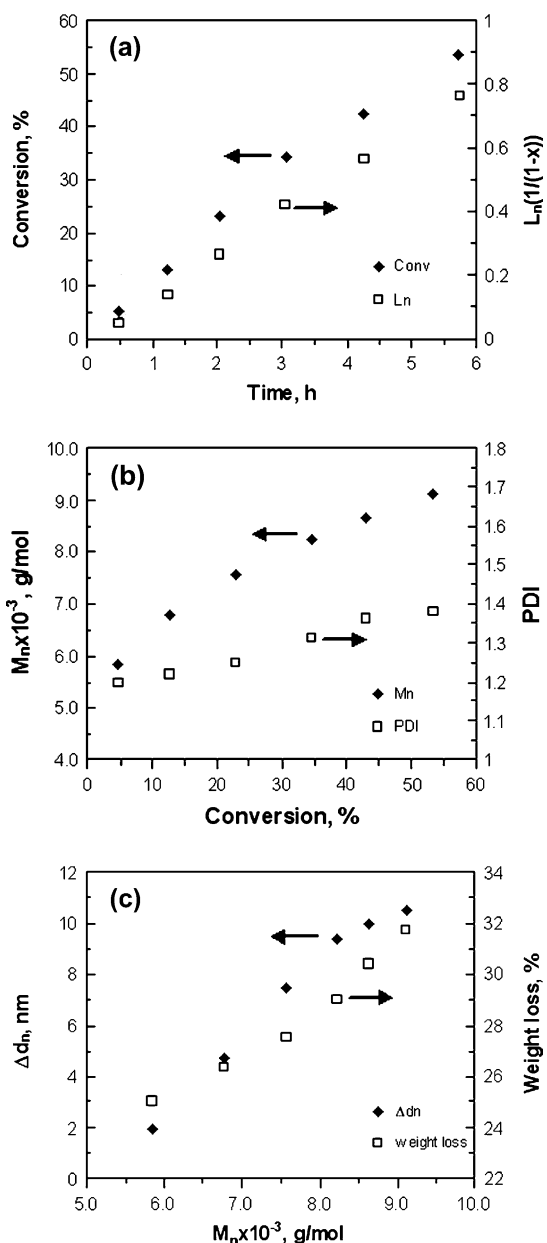 (a)
60
50
40
30
20
10
0
Conversion, %
1
0.8
0.6
0.4
0.2
0
Ln(1/(1-x))
Conv
Ln
0 1 2 3 4 5 6
Time, h
(b)
10.0
9.0
8.0
7.0
6.0
5.0
4.0
Mnx10-3, g/mol
1.8
1.7
1.6
1.5
1.4
1.3
1.2
1.1
1
PDI
Mn
PDI
0 10 20 30 40 50 60
Conversion, %
(c)
12
10
8
6
4
2
0
Δdn, nm
34
32
30
28
26
24
22
Weight loss, %
Δdn
weight loss
5.0 6.0 7.0 8.0 9.0 10.0
Mnx10-3, g/mol